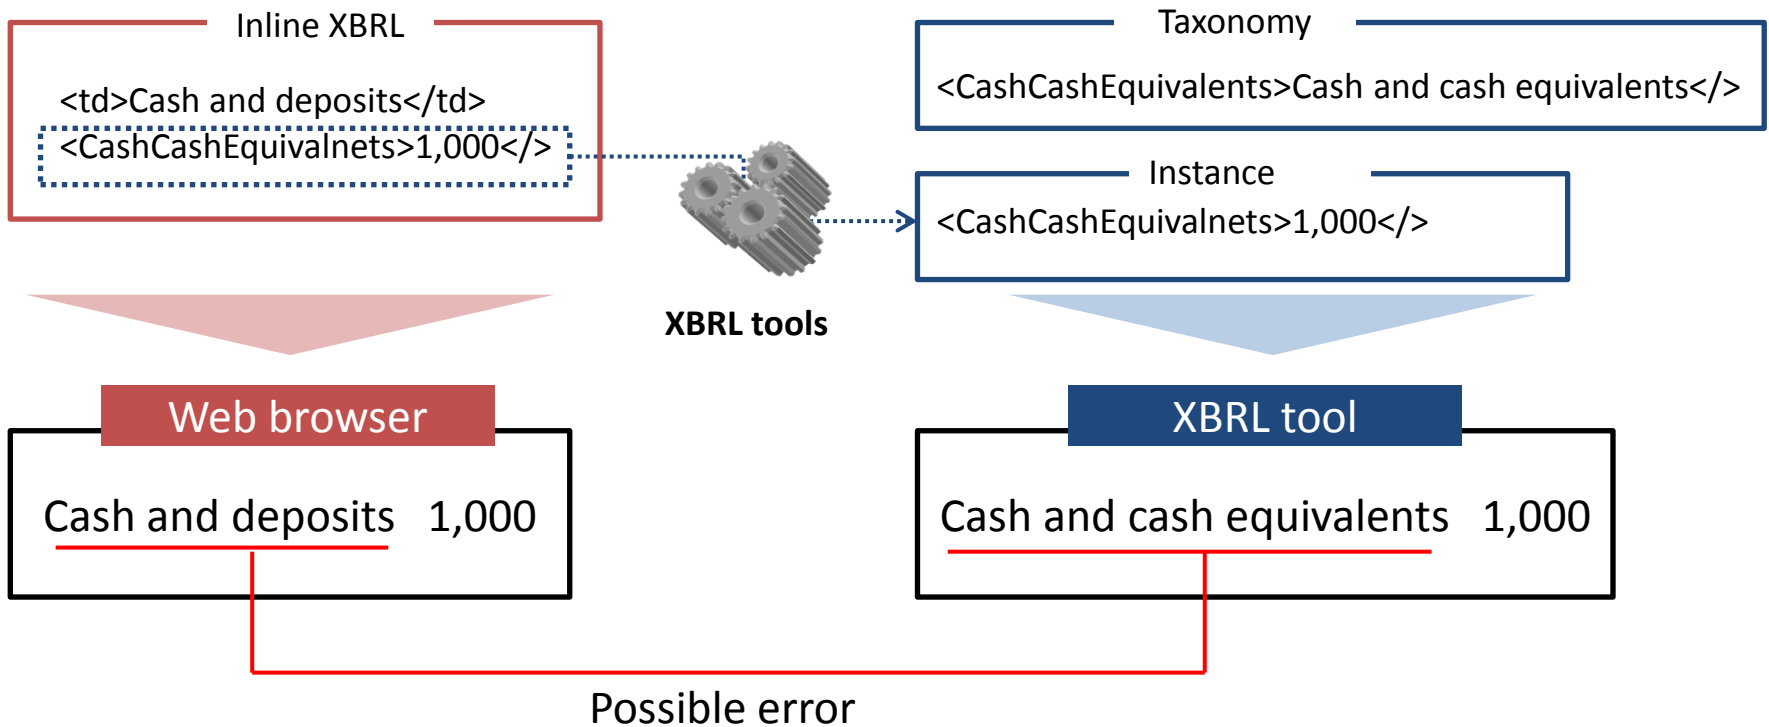 Inline XBRL
<td>Cash and deposits</td>
<CashCashEquivalnets>1,000</>
Taxonomy
<CashCashEquivalents>Cash and cash equivalents</>
Instance
<CashCashEquivalnets>1,000</>
XBRL tools
Web browser
Cash and deposits 1,000
XBRL tool
Cash and cash equivalents 1,000
Possible error